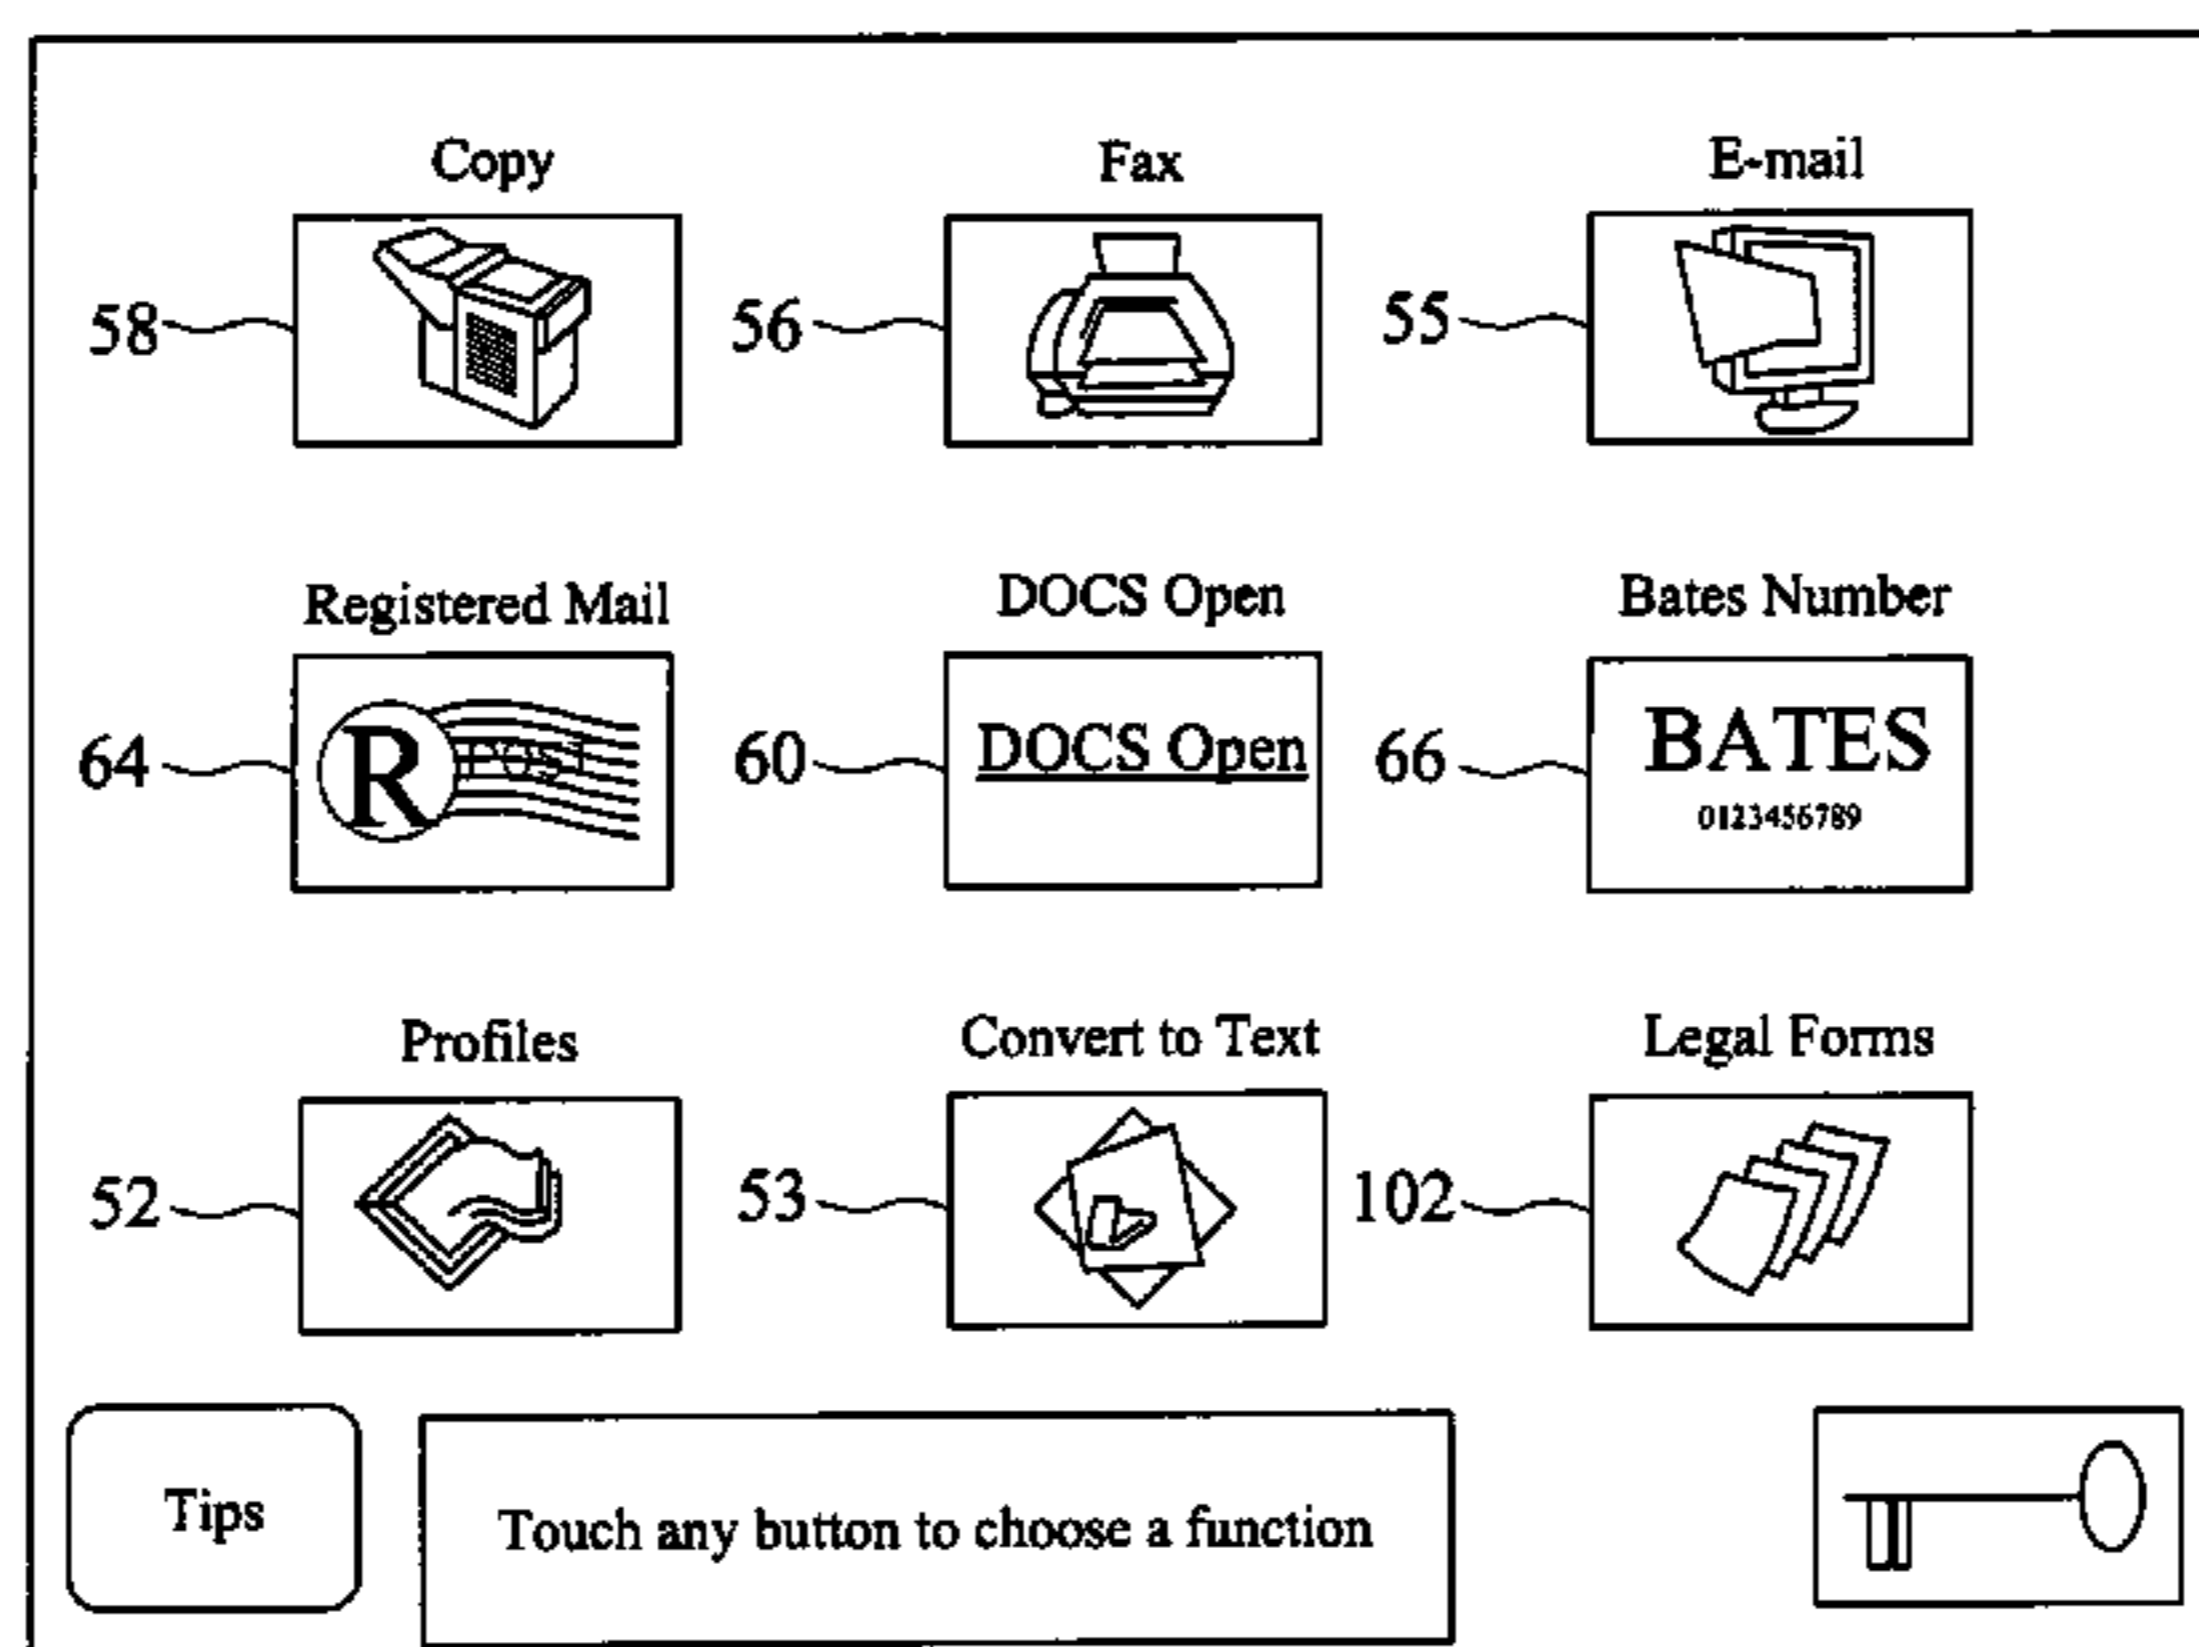 Copy Fax E-mail
58 56 55
Registered Mail DOCS Open Bates Number
64 R POST 60 DOCS Open 66 BATES
0123456789
Profiles Convert to Text Legal Forms
52 53 102
Tips Touch any button to choose a function